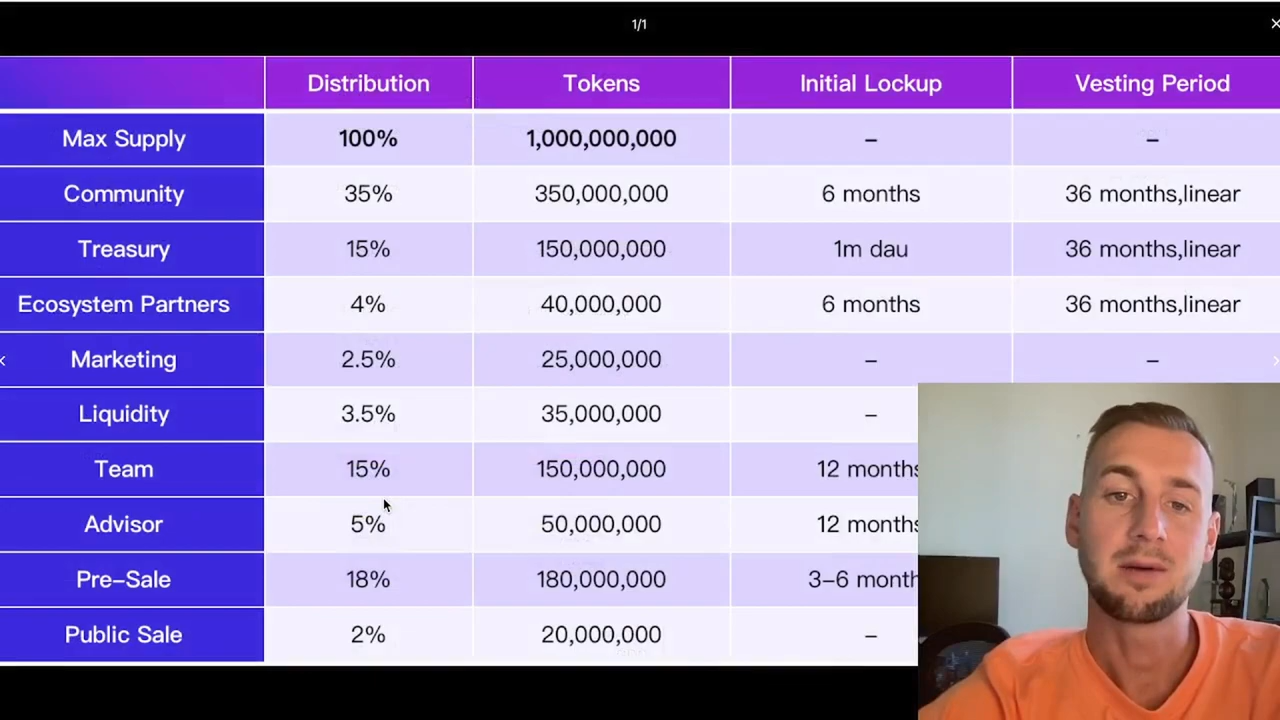 1/1
Distribution Tokens Initial Lockup Vesting Period
Max Supply 100% 1,000,000,000 – –
Community 35% 350,000,000 6 months 36 months,linear
Treasury 15% 150,000,000 1m dau 36 months,linear
Ecosystem Partners 4% 40,000,000 6 months 36 months,linear
Marketing 2.5% 25,000,000 – –
Liquidity 3.5% 35,000,000 –
Team 15% 150,000,000 12 months
Advisor 5% 50,000,000 12 months
Pre–Sale 18% 180,000,000 3–6 month
Public Sale 2% 20,000,000 –